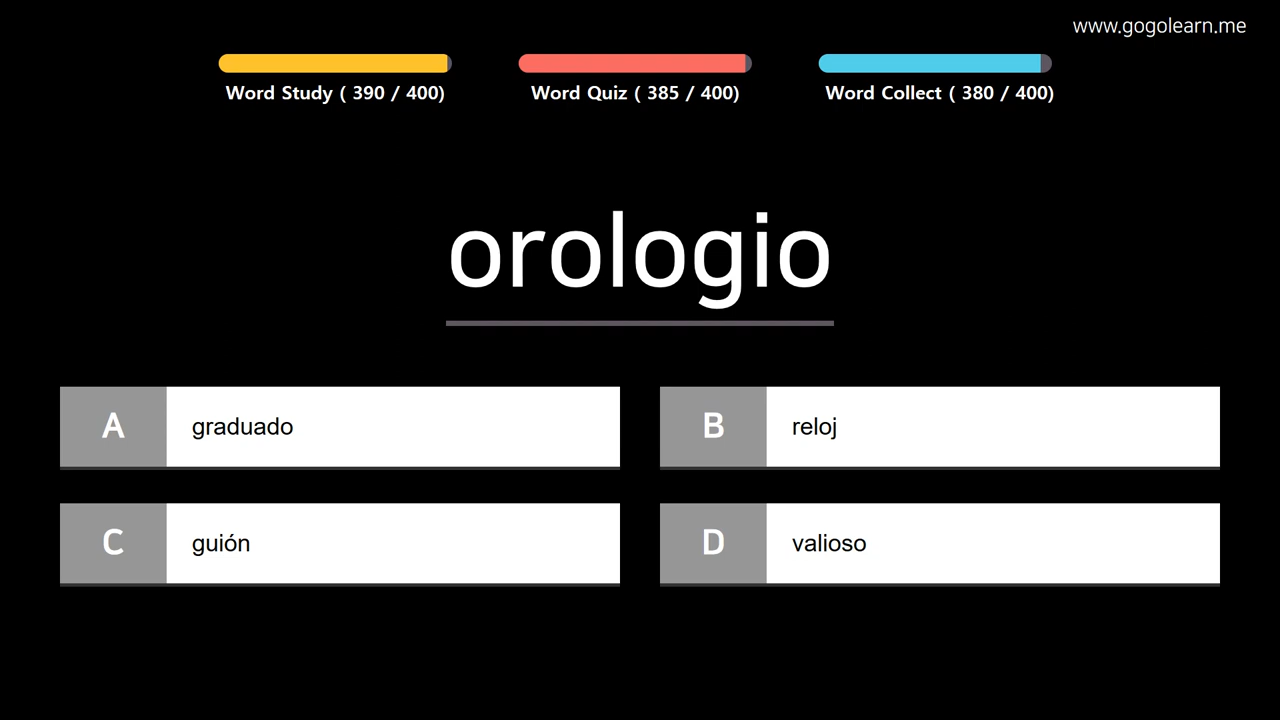 www.gogolearn.me
Word Study ( 390 / 400)
Word Quiz ( 385 / 400)
Word Collect ( 380 / 400)
orologio
A graduado
B reloj
C guión
D valioso